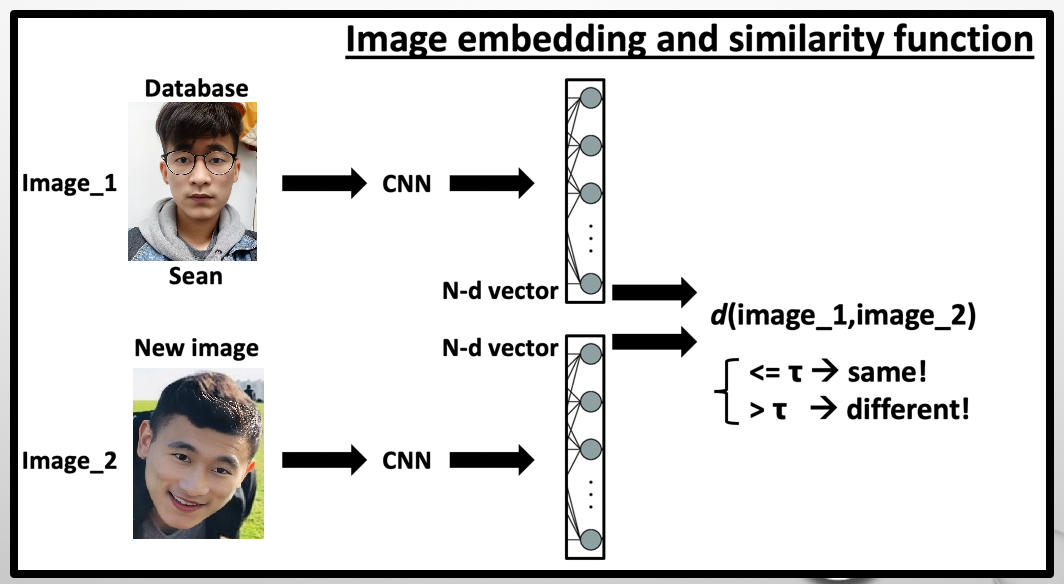 Image embedding and similarity function
Database
Image_1
CNN
Sean
N-d vector
d(image_1,image_2)
New image
N-d vector
<= τ → same!
> τ → different!
Image_2
CNN